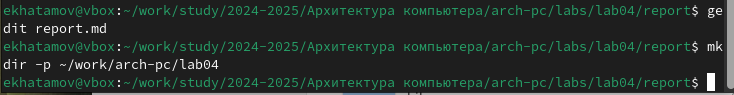 ekhatamov@vbox:~/work/study/2024-2025/Архитектура компьютера/arch-pc/labs/lab04/report$ ge
dit report.md
ekhatamov@vbox:~/work/study/2024-2025/Архитектура компьютера/arch-pc/labs/lab04/report$ mk
dir -p ~/work/arch-pc/lab04
ekhatamov@vbox:~/work/study/2024-2025/Архитектура компьютера/arch-pc/labs/lab04/report$